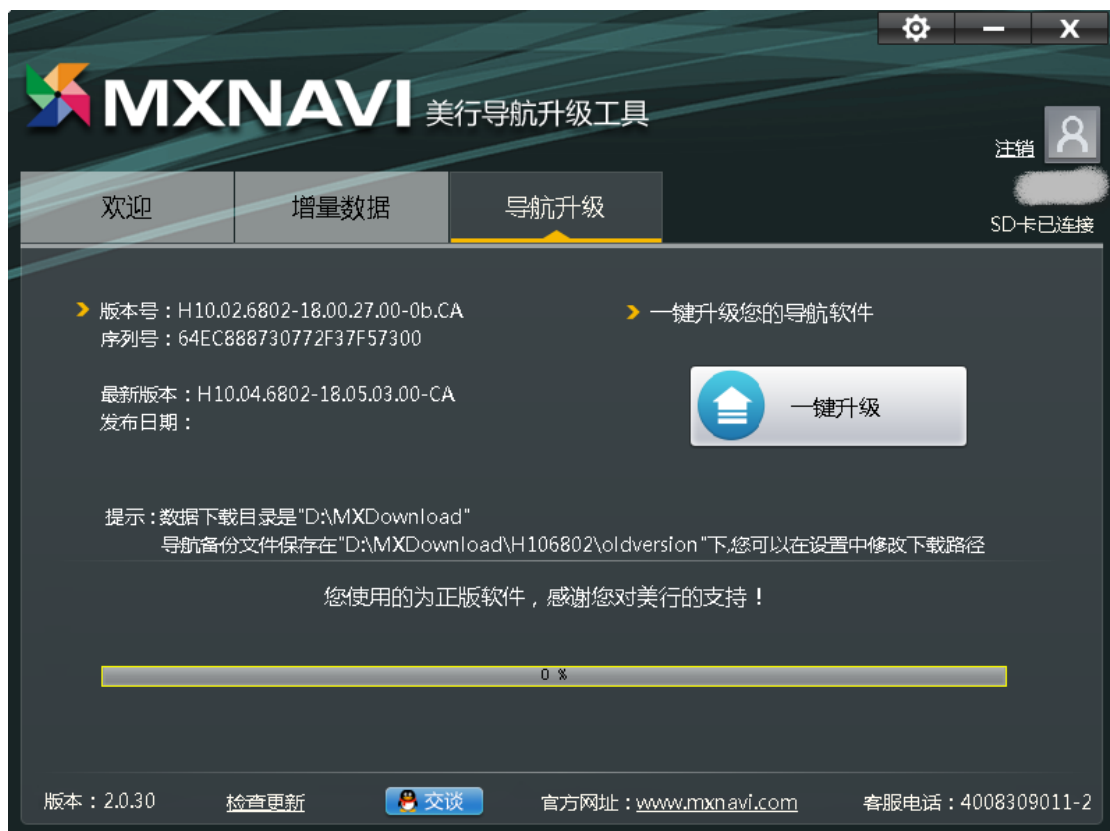 X
MXNAVI 美行导航升级工具
注销
欢迎 增量数据 导航升级
SD卡已连接
版本号：H10.02.6802-18.00.27.00-0b.CA
序列号：64EC888730772F37F57300
最新版本：H10.04.6802-18.05.03.00-CA
发布日期：
一键升级您的导航软件
一键升级
提示：数据下载目录是"D:\MXDownload"
导航备份文件保存在"D:\MXDownload\H106802\oldversion"下,您可以在设置中修改下载路径
您使用的为正版软件，感谢您对美行的支持！
0 %
版本：2.0.30 检查更新 交谈 官方网址：www.mxnavi.com 客服电话：4008309011-2